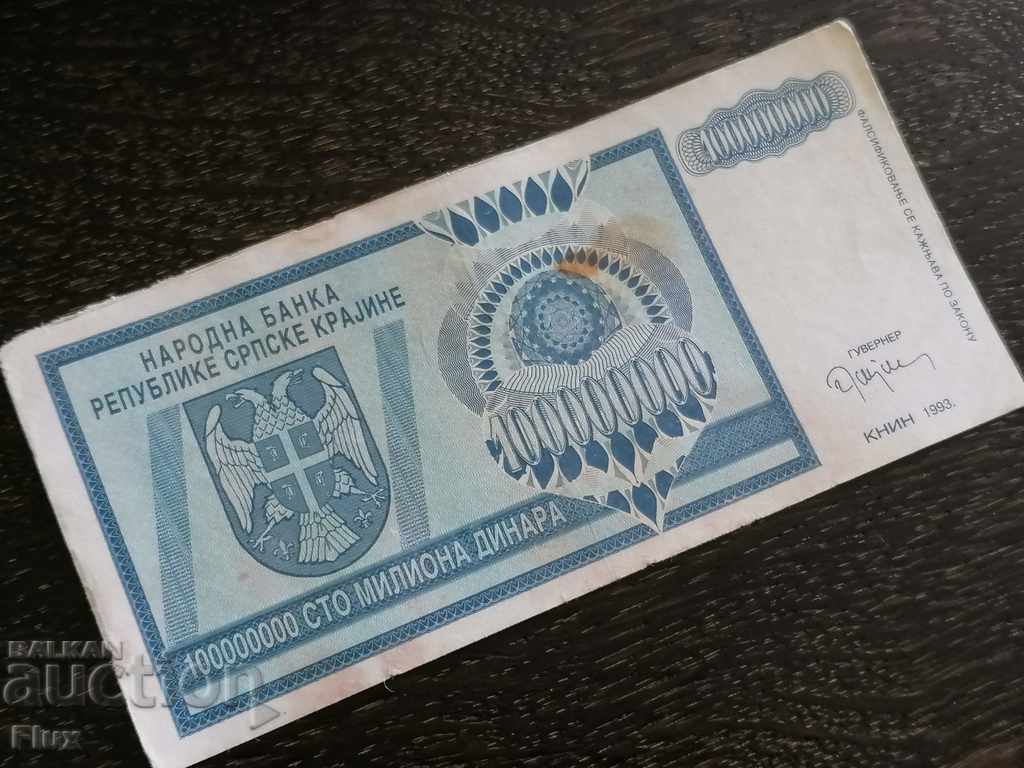 100000000
ФАЛСИФИКОВАЊЕ СЕ КАЖЊАВА ПО ЗАКОНУ
НАРОДНА БАНКА
РЕПУБЛИКЕ СРПСКЕ КРАЈИНЕ
100000000
ГУВЕРНЕР
КНИН 1993.
100000000 СТО МИЛИОНА ДИНАРА
BALKAN
auction
Flux